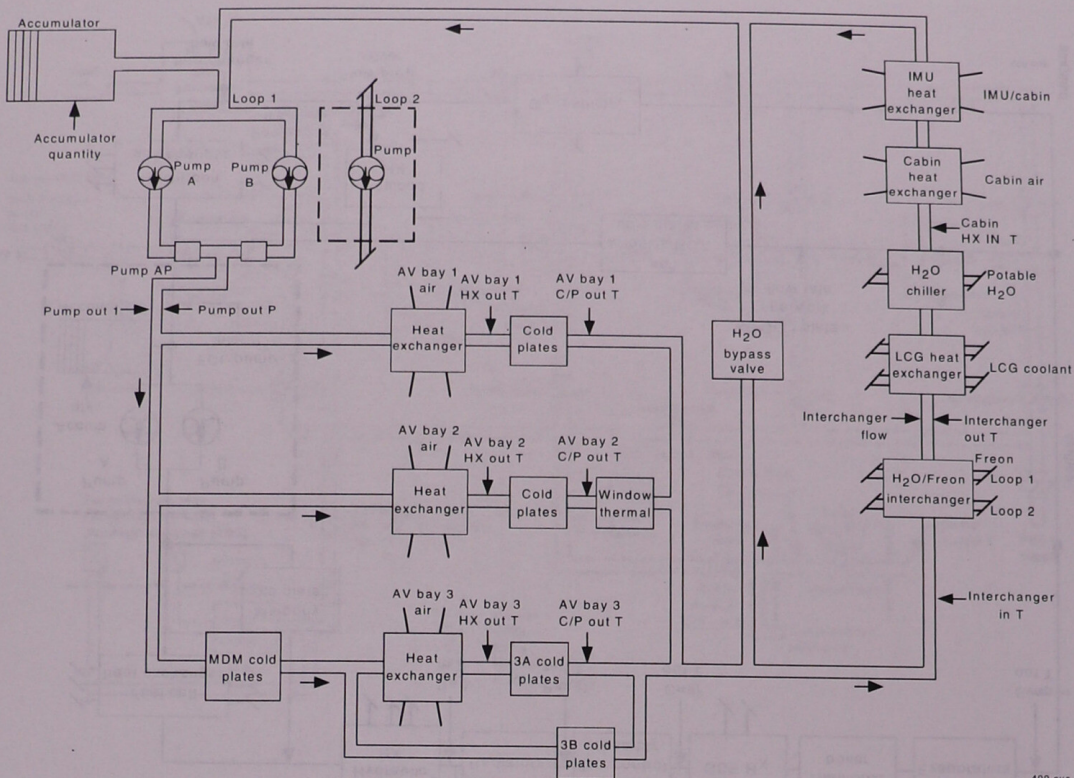 Accumulator
Accumulator
quantity
Loop 1
Loop 2
Pump
A
Pump
B
Pump
Pump AP
Pump out 1
Pump out P
AV bay 1
air
AV bay 1
HX out T
AV bay 1
C/P out T
Heat
exchanger
Cold
plates
AV bay 2
air
AV bay 2
HX out T
AV bay 2
C/P out T
Heat
exchanger
Cold
plates
Window
thermal
AV bay 3
air
AV bay 3
HX out T
AV bay 3
C/P out T
MDM cold
plates
Heat
exchanger
3A cold
plates
3B cold
plates
H2O
bypass
valve
IMU
heat
exchanger
IMU/cabin
Cabin
heat
exchanger
Cabin air
Cabin
HX IN T
H2O
chiller
Potable
H2O
LCG heat
exchanger
LCG coolant
Interchanger
flow
Interchanger
out T
H2O/Freon
interchanger
Freon
Loop 1
Loop 2
Interchanger
in T